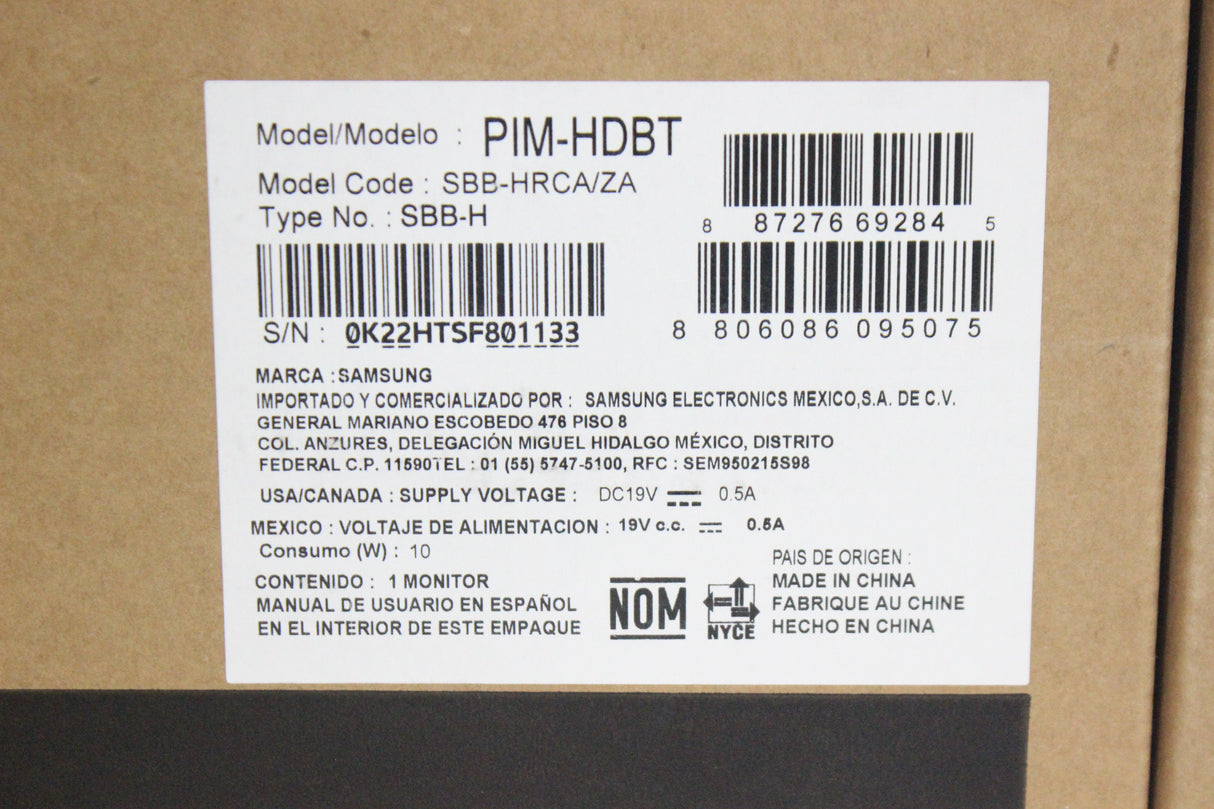 Model/Modelo : PIM-HDBT
Model Code : SBB-HRCA/ZA
Type No. : SBB-H
8 87276 69284 5
S/N : 0K22HTSF801133
8 806086 095075
MARCA :SAMSUNG
IMPORTADO Y COMERCIALIZADO POR : SAMSUNG ELECTRONICS MEXICO,S.A. DE C.V.
GENERAL MARIANO ESCOBEDO 476 PISO 8
COL. ANZURES, DELEGACIÓN MIGUEL HIDALGO MÉXICO, DISTRITO
FEDERAL C.P. 11590TEL : 01 (55) 5747-5100, RFC : SEM950215S98
USA/CANADA : SUPPLY VOLTAGE : DC19V ⎓ 0.5A
MEXICO : VOLTAJE DE ALIMENTACION : 19V c.c. ⎓ 0.5A
Consumo (W) : 10
CONTENIDO : 1 MONITOR
MANUAL DE USUARIO EN ESPAÑOL
EN EL INTERIOR DE ESTE EMPAQUE
NOM
NYCE
PAIS DE ORIGEN :
MADE IN CHINA
FABRIQUE AU CHINE
HECHO EN CHINA